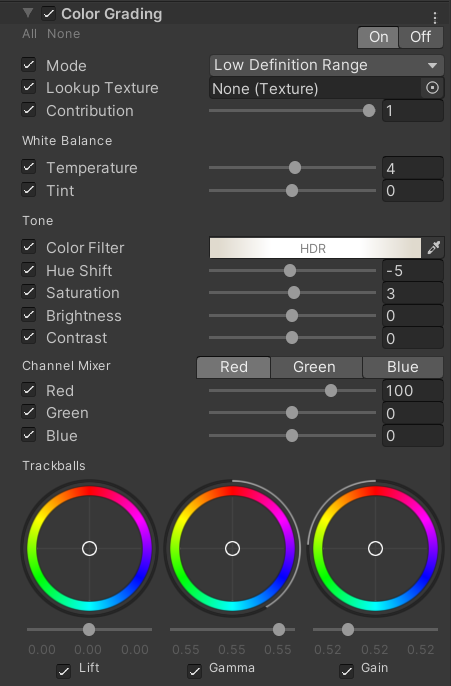 Color Grading
All None On Off
Mode Low Definition Range
Lookup Texture None (Texture)
Contribution 1
White Balance
Temperature 4
Tint 0
Tone
Color Filter HDR
Hue Shift -5
Saturation 3
Brightness 0
Contrast 0
Channel Mixer Red Green Blue
Red 100
Green 0
Blue 0
Trackballs
0.00 0.00 0.00 0.55 0.55 0.55 0.52 0.52 0.52
Lift Gamma Gain